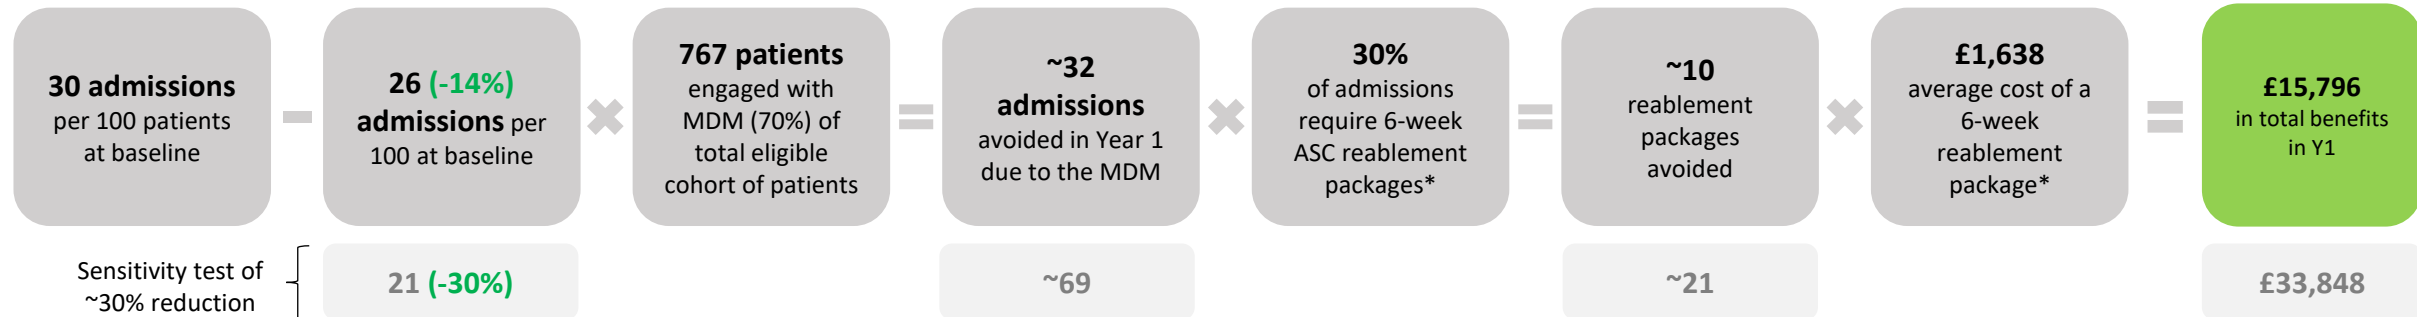 30 admissions
per 100 patients
at baseline
26 (-14%)
admissions per
100 at baseline
767 patients
engaged with
MDM (70%) of
total eligible
cohort of patients
~32
admissions
avoided in Year 1
due to the MDM
30%
of admissions
require 6-week
ASC reablement
packages*
~10
reablement
packages
avoided
£1,638
average cost of a
6-week
reablement
package*
£15,796
in total benefits
in Y1
Sensitivity test of
~30% reduction
21 (-30%)
~69
~21
£33,848